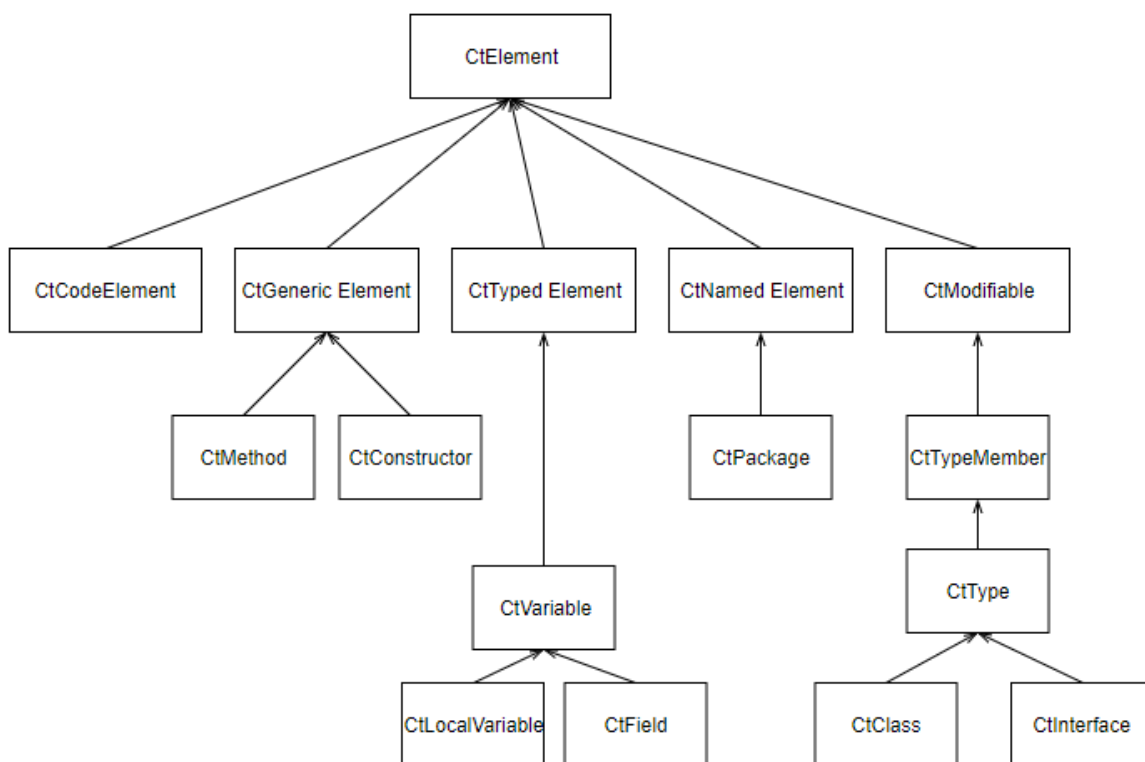 CtElement
CtCodeElement
CtGeneric Element
CtTyped Element
CtNamed Element
CtModifiable
CtMethod
CtConstructor
CtPackage
CtTypeMember
CtVariable
CtType
CtLocalVariable
CtField
CtClass
CtInterface